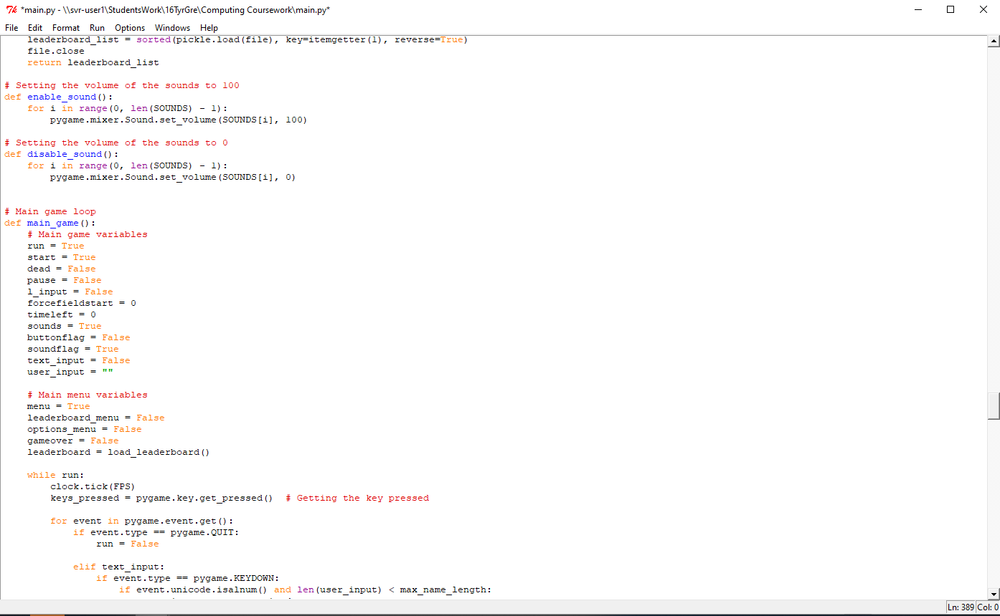 *main.py - \\svr-user1\StudentsWork\16TyrGre\Computing Coursework\main.py*
File Edit Format Run Options Windows Help
    leaderboard_list = sorted(pickle.load(file), key=itemgetter(1), reverse=True)
    file.close
    return leaderboard_list

# Setting the volume of the sounds to 100
def enable_sound():
    for i in range(0, len(SOUNDS) - 1):
        pygame.mixer.Sound.set_volume(SOUNDS[i], 100)

# Setting the volume of the sounds to 0
def disable_sound():
    for i in range(0, len(SOUNDS) - 1):
        pygame.mixer.Sound.set_volume(SOUNDS[i], 0)


# Main game loop
def main_game():
    # Main game variables
    run = True
    start = True
    dead = False
    pause = False
    l_input = False
    forcefieldstart = 0
    timeleft = 0
    sounds = True
    buttonflag = False
    soundflag = True
    text_input = False
    user_input = ""

    # Main menu variables
    menu = True
    leaderboard_menu = False
    options_menu = False
    gameover = False
    leaderboard = load_leaderboard()

    while run:
        clock.tick(FPS)
        keys_pressed = pygame.key.get_pressed()  # Getting the key pressed

        for event in pygame.event.get():
            if event.type == pygame.QUIT:
                run = False

            elif text_input:
                if event.type == pygame.KEYDOWN:
                    if event.unicode.isalnum() and len(user_input) < max_name_length:
Ln: 389 Col: 0